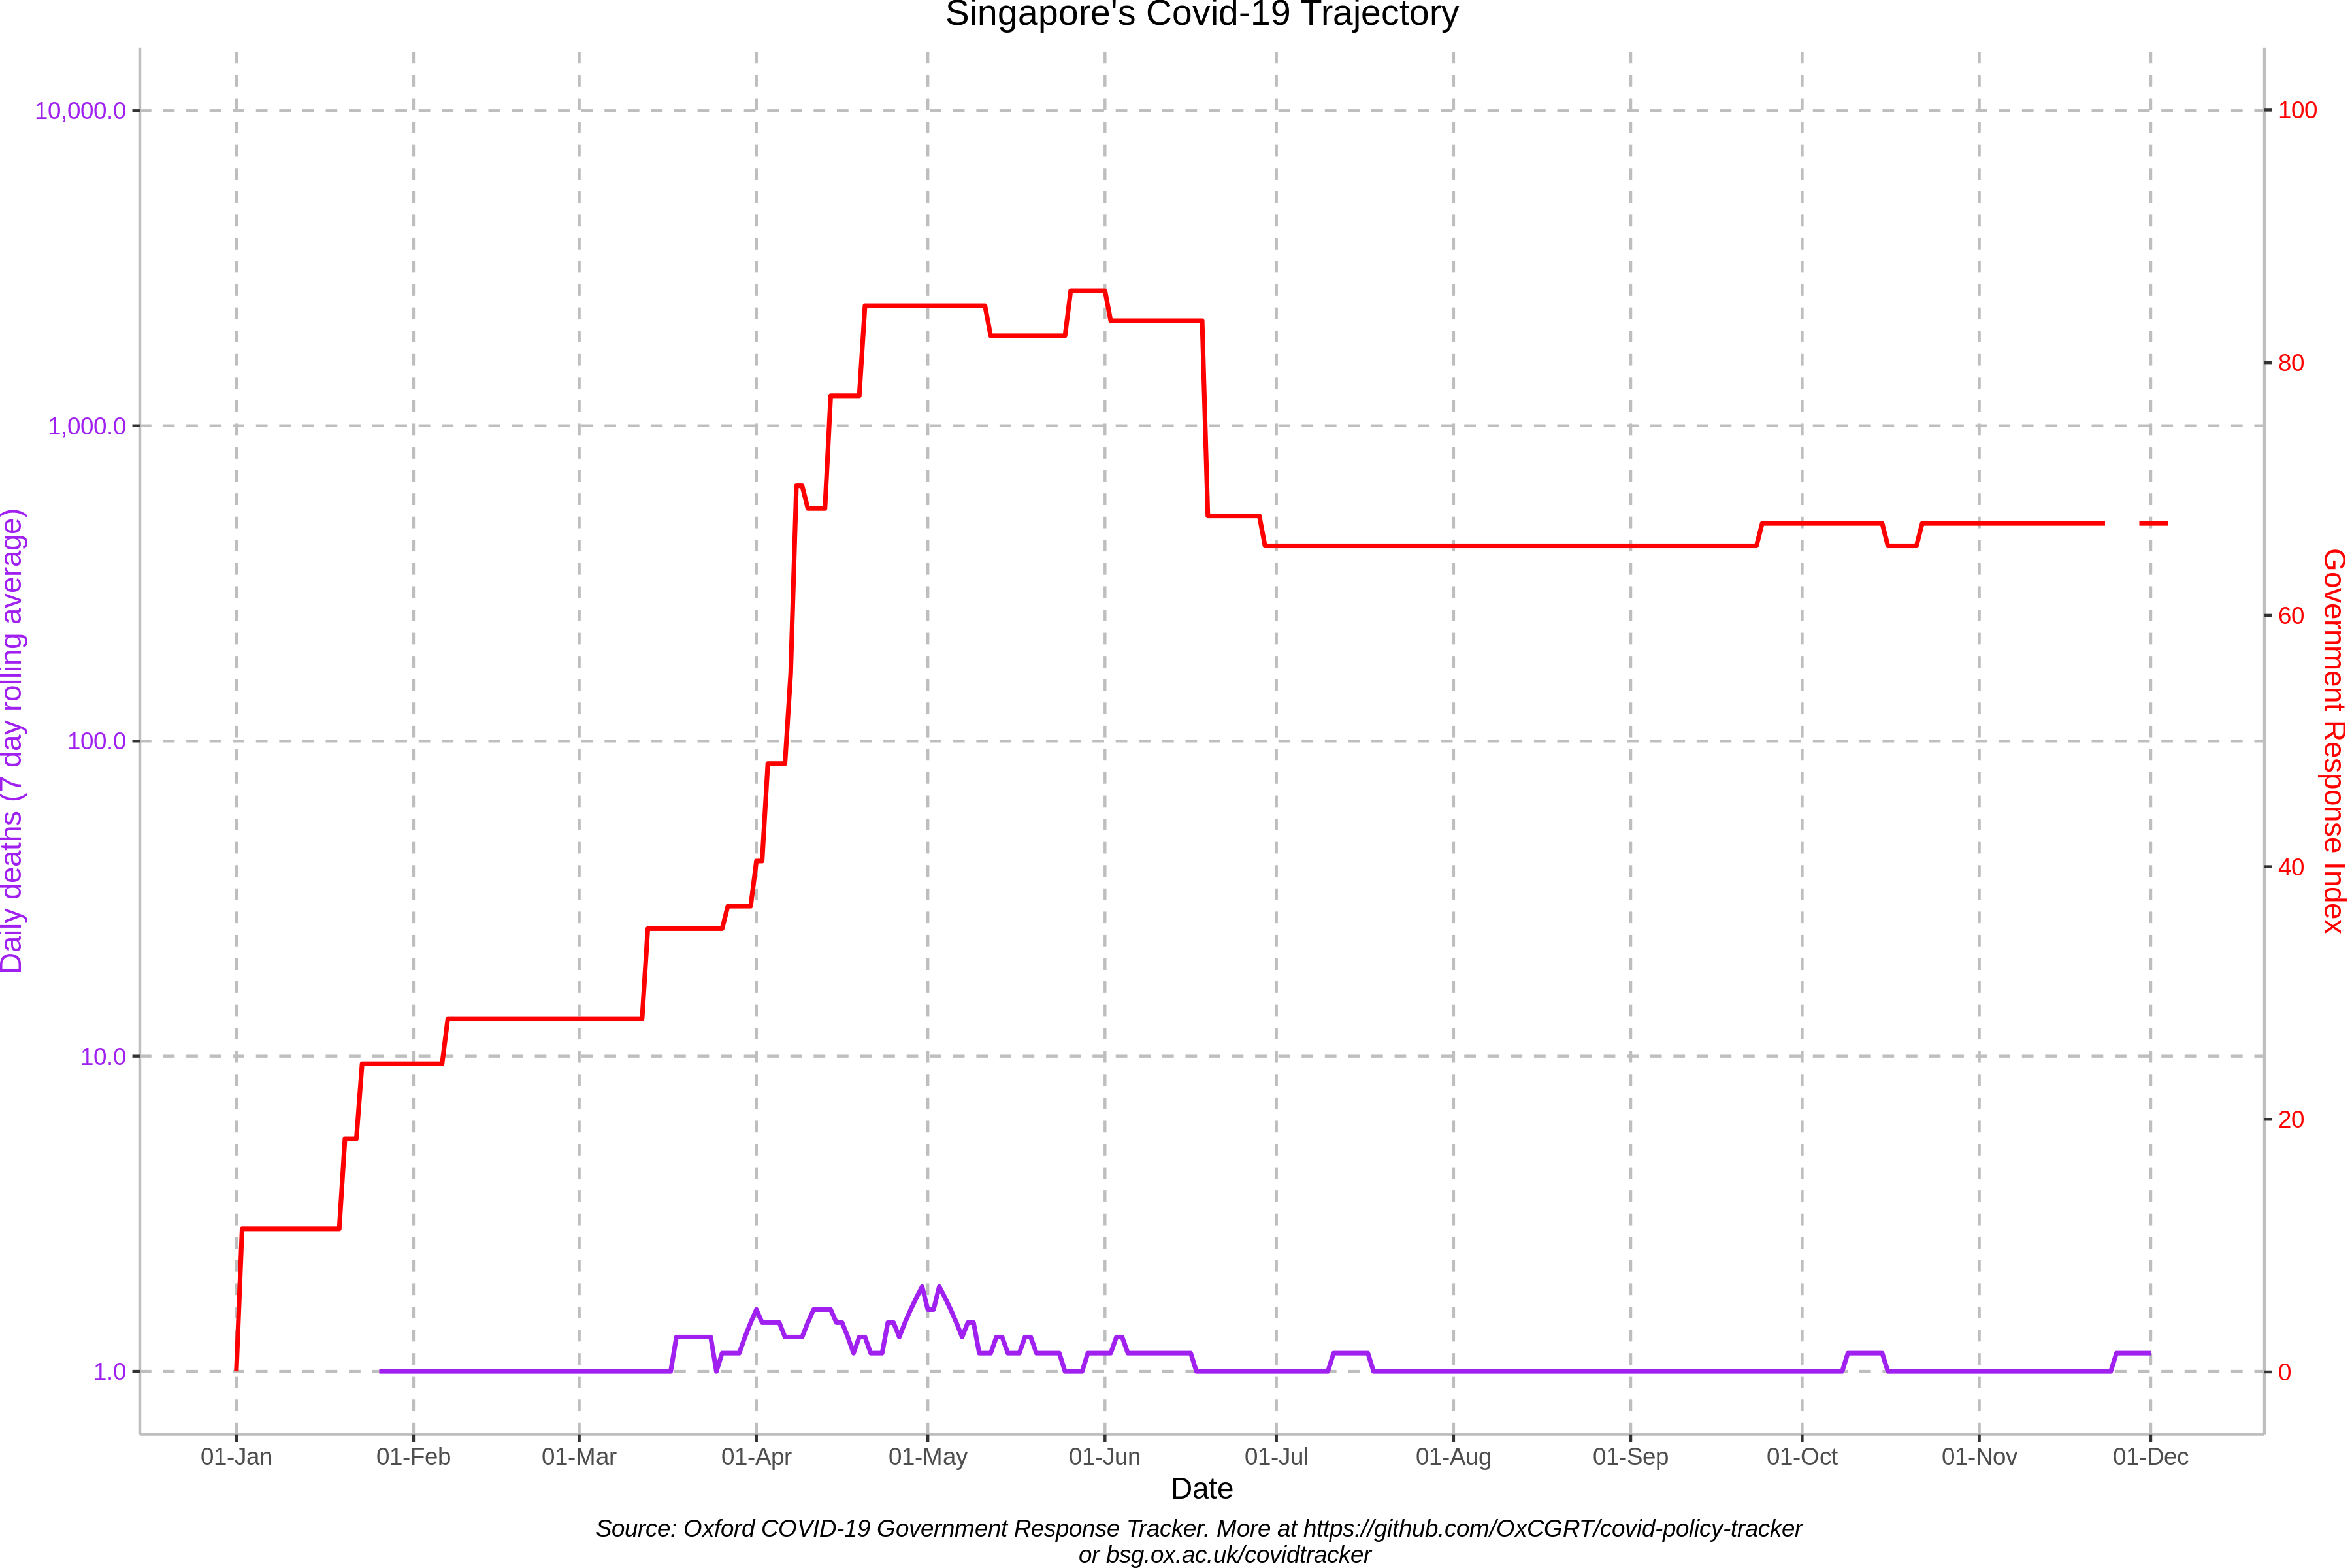 Singapore's Covid-19 Trajectory
10,000.0
1,000.0
100.0
10.0
1.0
Daily deaths (7 day rolling average)
100
80
60
40
20
0
Government Response Index
01-Jan 01-Feb 01-Mar 01-Apr 01-May 01-Jun 01-Jul 01-Aug 01-Sep 01-Oct 01-Nov 01-Dec
Date
Source: Oxford COVID-19 Government Response Tracker. More at https://github.com/OxCGRT/covid-policy-tracker
or bsg.ox.ac.uk/covidtracker